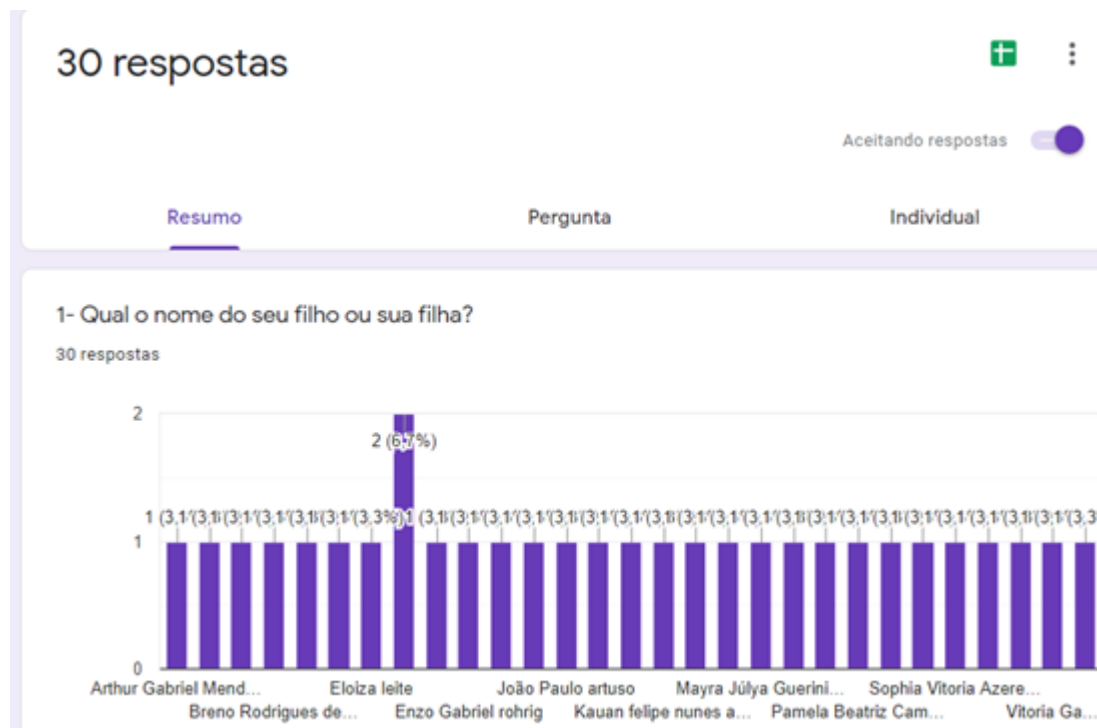 30 respostas
Aceitando respostas
Resumo Pergunta Individual
1- Qual o nome do seu filho ou sua filha?
30 respostas
2
2 (6,7%)
1 (3,
1
0
Arthur Gabriel Mend... Eloiza leite João Paulo artuso Mayra Júlya Guerini... Sophia Vitoria Azere...
Breno Rodrigues de... Enzo Gabriel rohrig Kauan felipe nunes a... Pamela Beatriz Cam... Vitoria Ga...